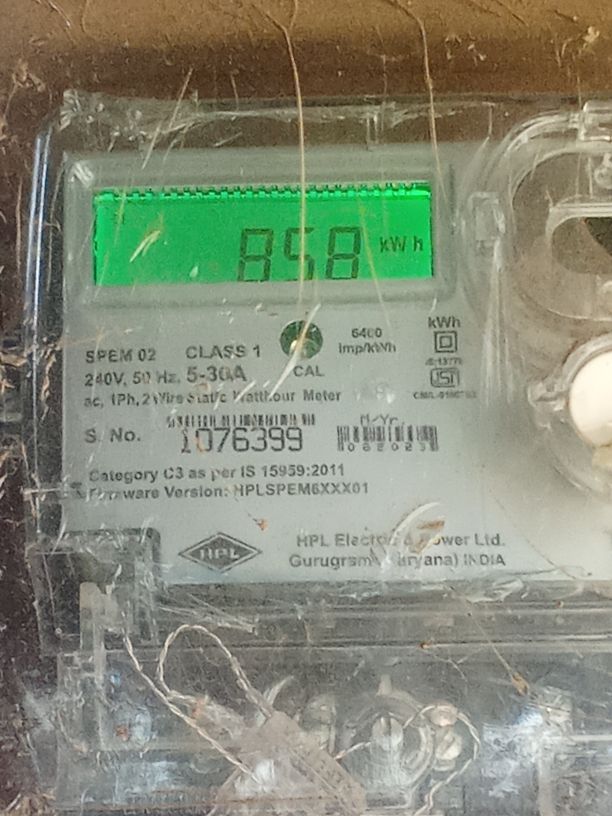 858 kWh
SPEM 02 CLASS 1
6400
imp/kWh
kWh
240V, 50 Hz, 5-30A
CAL
ac, 1Ph, 2 Wire Static Watthour Meter
M/Yr.
S. No. 1076399
Category C3 as per IS 15959:2011
Firmware Version: HPLSPEM6XXX01
HPL
HPL Electric & Power Ltd.
Gurugram (Haryana) INDIA